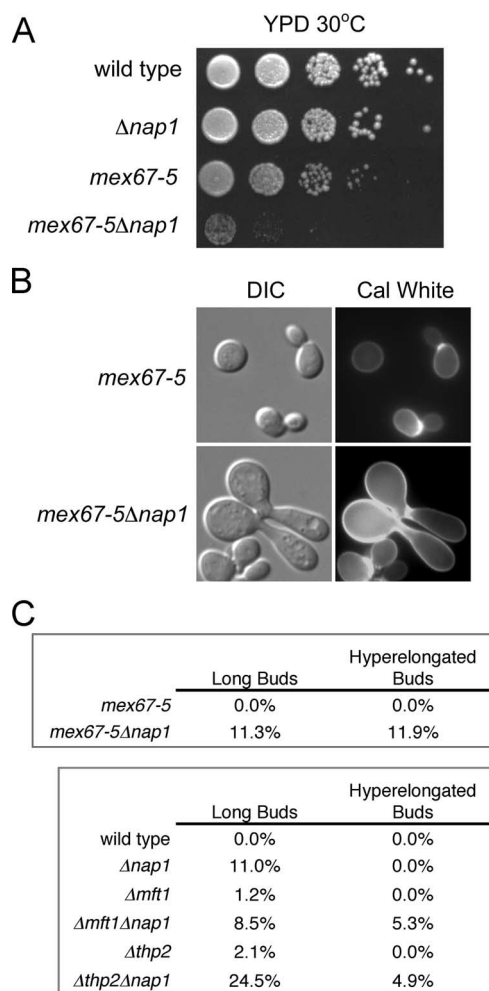 A
YPD 30°C
wild type
Δnap1
mex67-5
mex67-5Δnap1
B
DIC Cal White
mex67-5
mex67-5Δnap1
C
Long Buds Hyperelongated Buds
mex67-5 0.0% 0.0%
mex67-5Δnap1 11.3% 11.9%
Long Buds Hyperelongated Buds
wild type 0.0% 0.0%
Δnap1 11.0% 0.0%
Δmft1 1.2% 0.0%
Δmft1Δnap1 8.5% 5.3%
Δthp2 2.1% 0.0%
Δthp2Δnap1 24.5% 4.9%